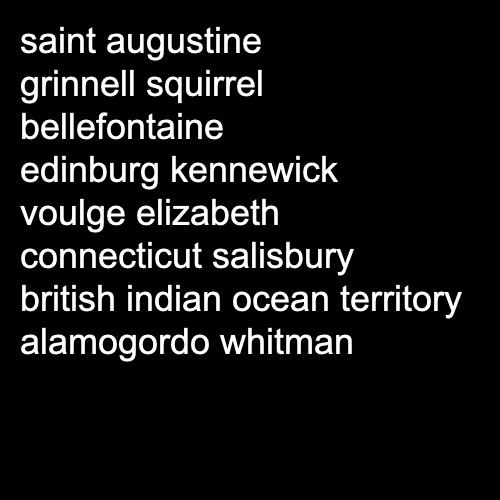 saint augustine
grinnell squirrel
bellefontaine
edinburg kennewick
voulge elizabeth
connecticut salisbury
british indian ocean territory
alamogordo whitman